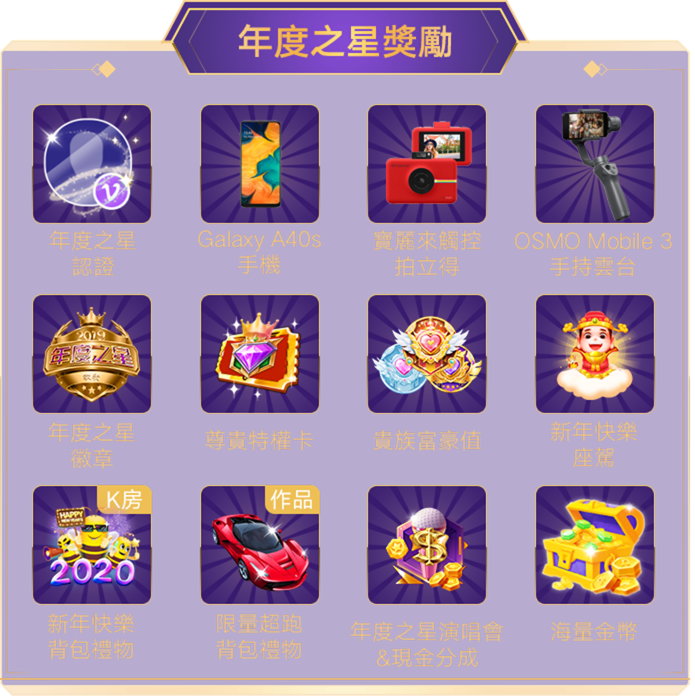 年度之星獎勵
年度之星
認證
Galaxy A40s
手機
寶麗來觸控
拍立得
OSMO Mobile 3
手持雲台
2019
年度之星
年度之星
徽章
尊貴特權卡
貴族富豪值
新年快樂
座駕
K房
HAPPY
NEW YEAR
2020
新年快樂
背包禮物
作品
限量超跑
背包禮物
年度之星演唱會
&現金分成
海量金幣